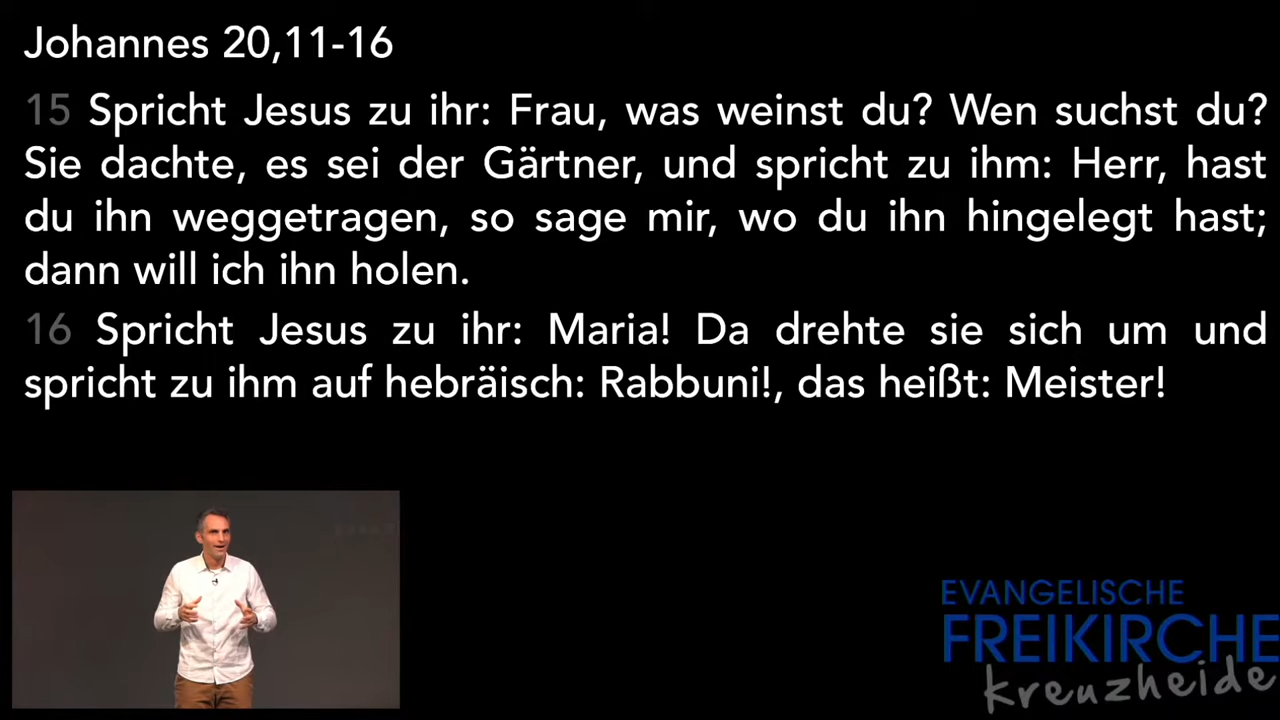 Johannes 20,11-16
15 Spricht Jesus zu ihr: Frau, was weinst du? Wen suchst du?
Sie dachte, es sei der Gärtner, und spricht zu ihm: Herr, hast
du ihn weggetragen, so sage mir, wo du ihn hingelegt hast;
dann will ich ihn holen.
16 Spricht Jesus zu ihr: Maria! Da drehte sie sich um und
spricht zu ihm auf hebräisch: Rabbuni!, das heißt: Meister!
EVANGELISCHE
FREIKIRCHE
kreuzheide